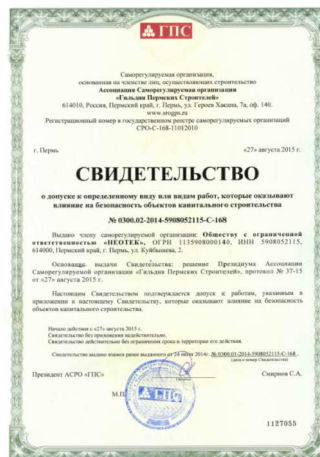 ГПС
Саморегулируемая организация,
основанная на членстве лиц, осуществляющих строительство
Ассоциация Саморегулируемая организация
«Гильдия Пермских Строителей»
614010, Россия, Пермский край, г. Пермь, ул. Героев Хасана, 7а, оф. 140.
www.srogps.ru
Регистрационный номер в государственном реестре саморегулируемых организаций
СРО-С-168-11012010
г. Пермь «27» августа 2015 г.
СВИДЕТЕЛЬСТВО
о допуске к определенному виду или видам работ, которые оказывают
влияние на безопасность объектов капитального строительства
№ 0300.02-2014-5908052115-С-168
Выдано члену саморегулируемой организации: Обществу с ограниченной
ответственностью «НЕОТЕК», ОГРН 1135908000140, ИНН 5908052115,
614000, Пермский край, г. Пермь, ул. Куйбышева, 2.
Основание выдачи Свидетельства: решение Президиума Ассоциации
Саморегулируемой организации «Гильдия Пермских Строителей», протокол № 37-15
от «27» августа 2015 г.
Настоящим Свидетельством подтверждается допуск к работам, указанным в
приложении к настоящему Свидетельству, которые оказывают влияние на безопасность
объектов капитального строительства.
Начало действия с «27» августа 2015 г.
Свидетельство без приложения недействительно.
Свидетельство действительно без ограничения срока и территории его действия.
Свидетельство выдано взамен ранее выданного от 24 июня 2014г. № 0300.01-2014-5908052115-С-168
(дата и номер Свидетельства)
Президент АСРО «ГПС» Смирнов С.А.
М.П.
ГПС
1127055